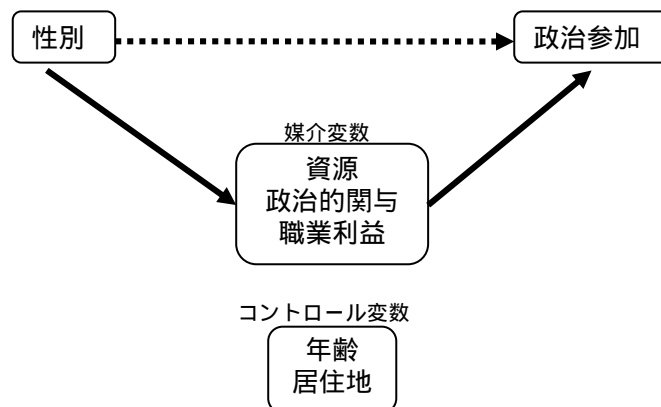 性別
政治参加
媒介変数
資源
政治的関与
職業利益
コントロール変数
年齢
居住地